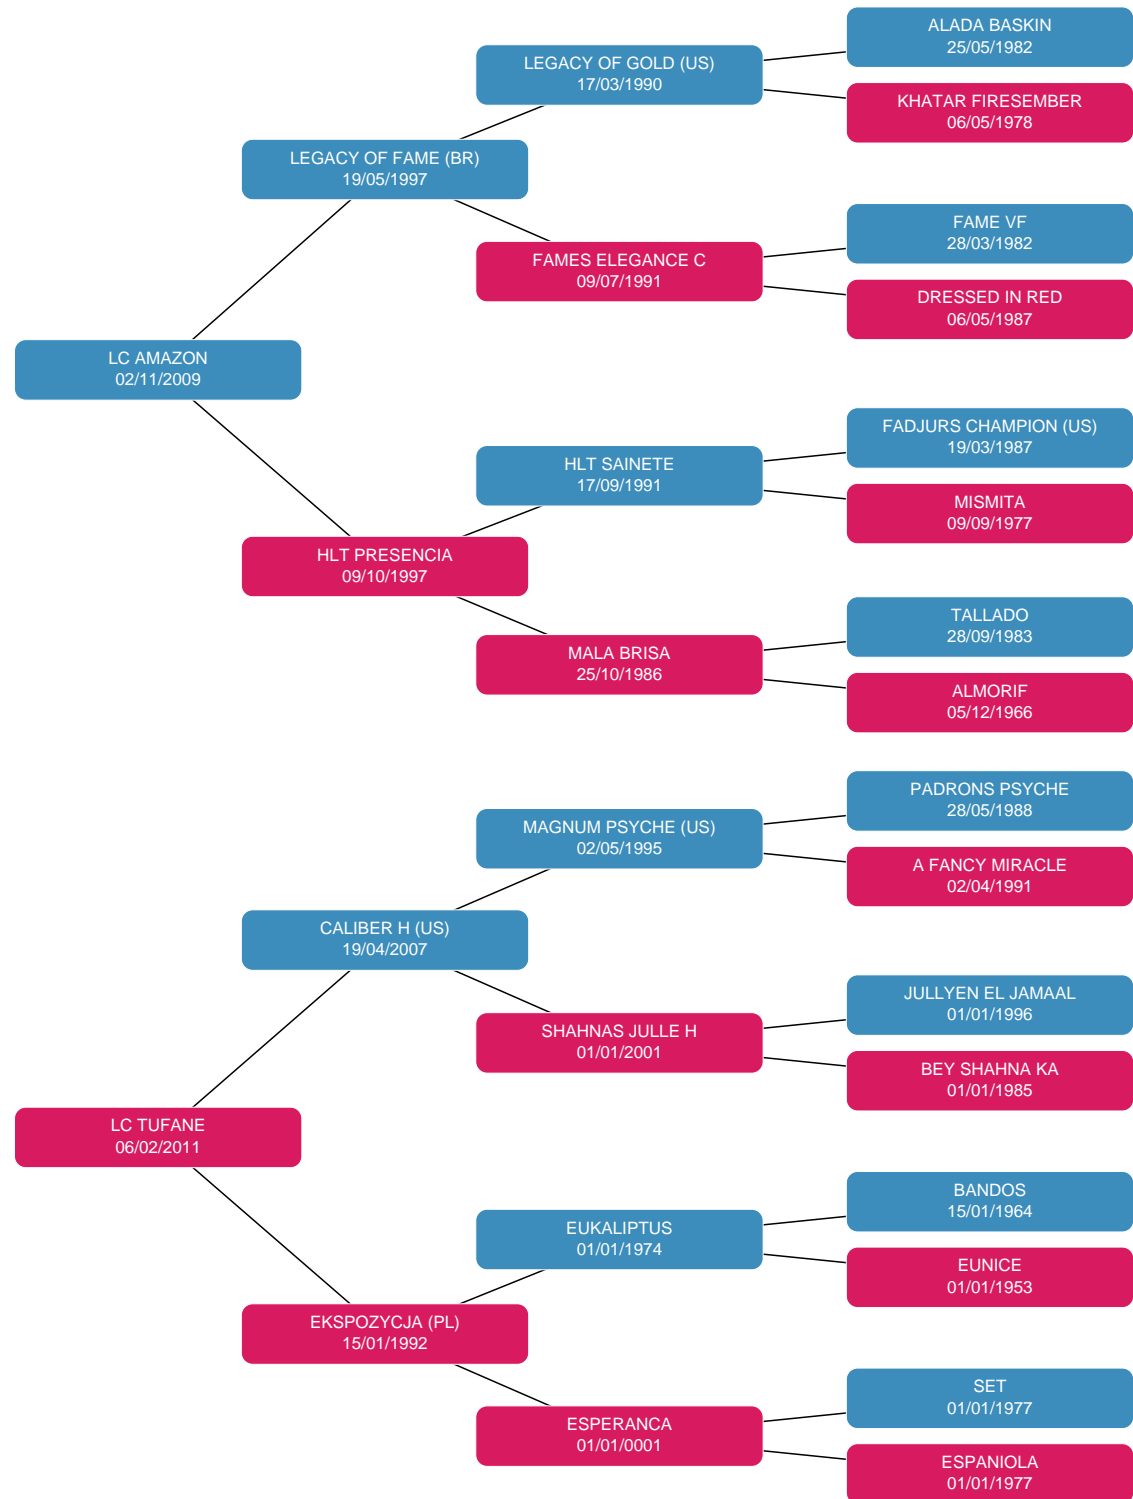 ALADA BASKIN
25/05/1982
LEGACY OF GOLD (US)
17/03/1990
KHATAR FIRESEMBER
06/05/1978
LEGACY OF FAME (BR)
19/05/1997
FAME VF
28/03/1982
FAMES ELEGANCE C
09/07/1991
DRESSED IN RED
06/05/1987
LC AMAZON
02/11/2009
FADJURS CHAMPION (US)
19/03/1987
HLT SAINETE
17/09/1991
MISMITA
09/09/1977
HLT PRESENCIA
09/10/1997
TALLADO
28/09/1983
MALA BRISA
25/10/1986
ALMORIF
05/12/1966
PADRONS PSYCHE
28/05/1988
MAGNUM PSYCHE (US)
02/05/1995
A FANCY MIRACLE
02/04/1991
CALIBER H (US)
19/04/2007
JULLYEN EL JAMAAL
01/01/1996
SHAHNAS JULLE H
01/01/2001
BEY SHAHNA KA
01/01/1985
LC TUFANE
06/02/2011
BANDOS
15/01/1964
EUKALIPTUS
01/01/1974
EUNICE
01/01/1953
EKSPOZYCJA (PL)
15/01/1992
SET
01/01/1977
ESPERANCA
01/01/0001
ESPANIOLA
01/01/1977